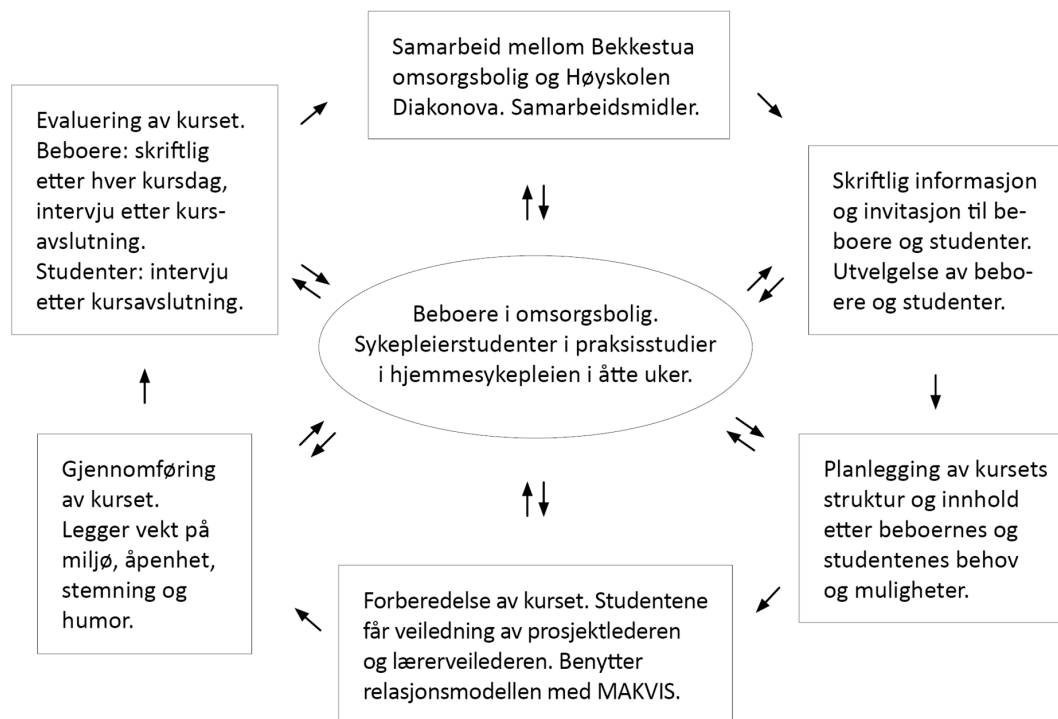 Samarbeid mellom Bekkestua
omsorgsbolig og Høyskolen
Diakonova. Samarbeidsmidler.
Skriftlig informasjon
og invitasjon til be-
boere og studenter.
Utvelgelse av bebo-
ere og studenter.
Planlegging av kursets
struktur og innhold
etter beboernes og
studentenes behov
og muligheter.
Forberedelse av kurset. Studentene
får veiledning av prosjektlederen
og lærerveilederen. Benytter
relasjonsmodellen med MAKVIS.
Gjennomføring
av kurset.
Legger vekt på
miljø, åpenhet,
stemning og
humor.
Evaluering av kurset.
Beboere: skriftlig
etter hver kursdag,
intervju etter kurs-
avslutning.
Studenter: intervju
etter kursavslutning.
Beboere i omsorgsbolig.
Sykepleierstudenter i praksisstudier
i hjemmesykepleien i åtte uker.